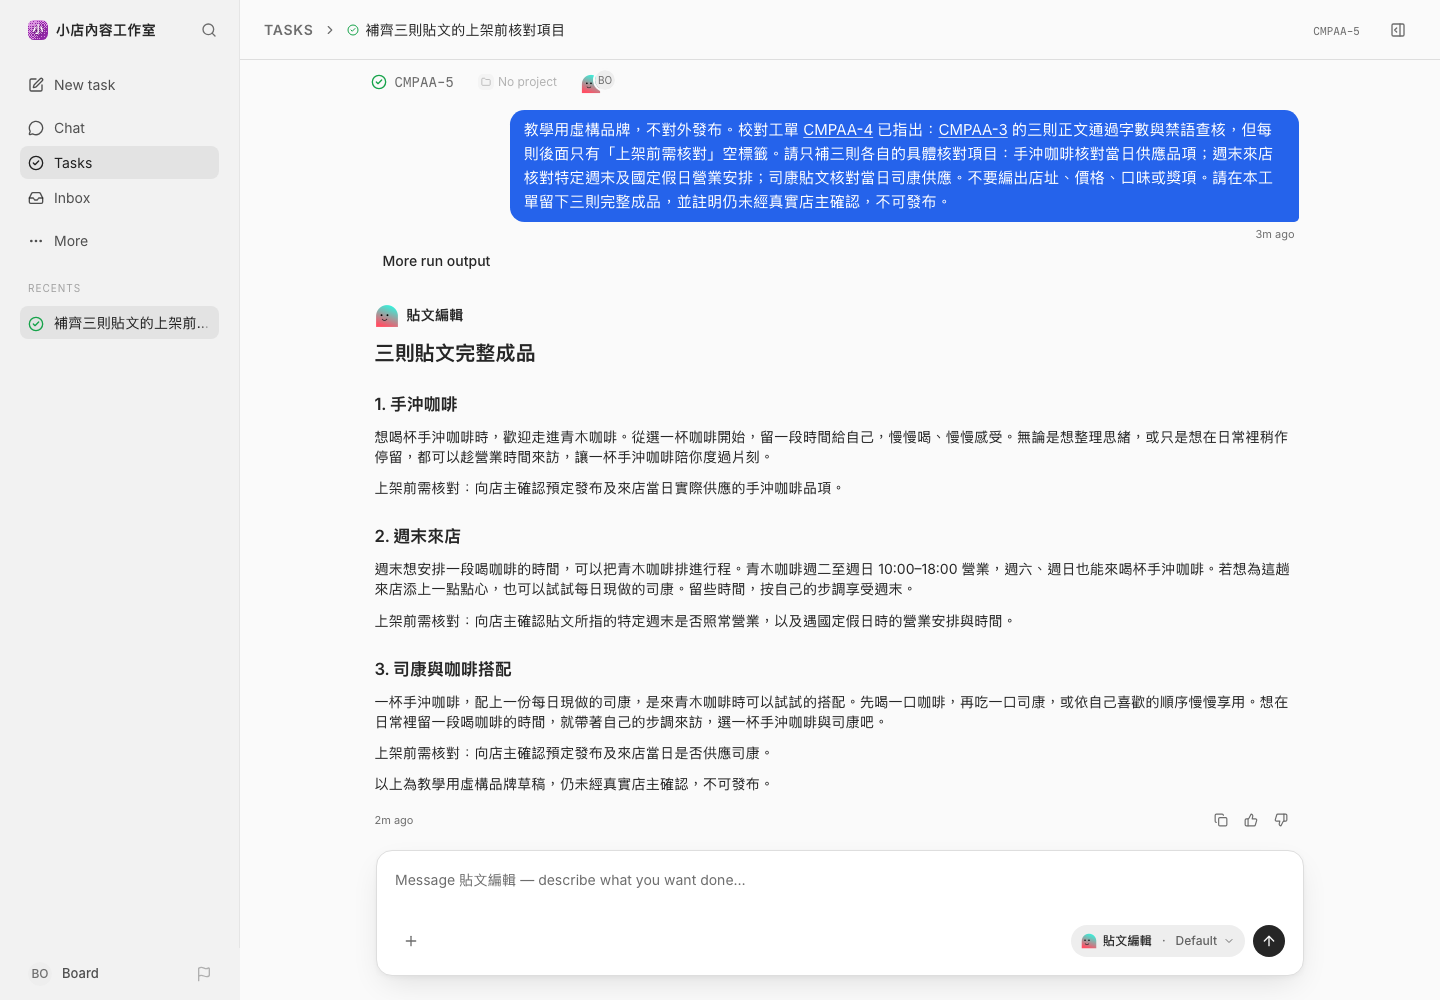 小 小店內容工作室
New task
Chat
Tasks
Inbox
More
RECENTS
補齊三則貼文的上架前...
BO Board
TASKS > 補齊三則貼文的上架前核對項目
CMPAA-5
CMPAA-5 No project BO
教學用虛構品牌，不對外發布。校對工單 CMPAA-4 已指出：CMPAA-3 的三則正文通過字數與禁語查核，但每
則後面只有「上架前需核對」空標籤。請只補三則各自的具體核對項目：手沖咖啡核對當日供應品項；週末來店
核對特定週末及國定假日營業安排；司康貼文核對當日司康供應。不要編出店址、價格、口味或獎項。請在本工
單留下三則完整成品，並註明仍未經真實店主確認，不可發布。
3m ago
More run output
貼文編輯
三則貼文完整成品
1. 手沖咖啡
想喝杯手沖咖啡時，歡迎走進青木咖啡。從選一杯咖啡開始，留一段時間給自己，慢慢喝、慢慢感受。無論是想整理思緒，或只是想在日常裡稍作
停留，都可以趁營業時間來訪，讓一杯手沖咖啡陪你度過片刻。
上架前需核對：向店主確認預定發布及來店當日實際供應的手沖咖啡品項。
2. 週末來店
週末想安排一段喝咖啡的時間，可以把青木咖啡排進行程。青木咖啡週二至週日 10:00–18:00 營業，週六、週日也能來喝杯手沖咖啡。若想為這趟
來店添上一點點心，也可以試試每日現做的司康。留些時間，按自己的步調享受週末。
上架前需核對：向店主確認貼文所指的特定週末是否照常營業，以及遇國定假日時的營業安排與時間。
3. 司康與咖啡搭配
一杯手沖咖啡，配上一份每日現做的司康，是來青木咖啡時可以試試的搭配。先喝一口咖啡，再吃一口司康，或依自己喜歡的順序慢慢享用。想在
日常裡留一段喝咖啡的時間，就帶著自己的步調來訪，選一杯手沖咖啡與司康吧。
上架前需核對：向店主確認預定發布及來店當日是否供應司康。
以上為教學用虛構品牌草稿，仍未經真實店主確認，不可發布。
2m ago
Message 貼文編輯 — describe what you want done...
貼文編輯 · Default